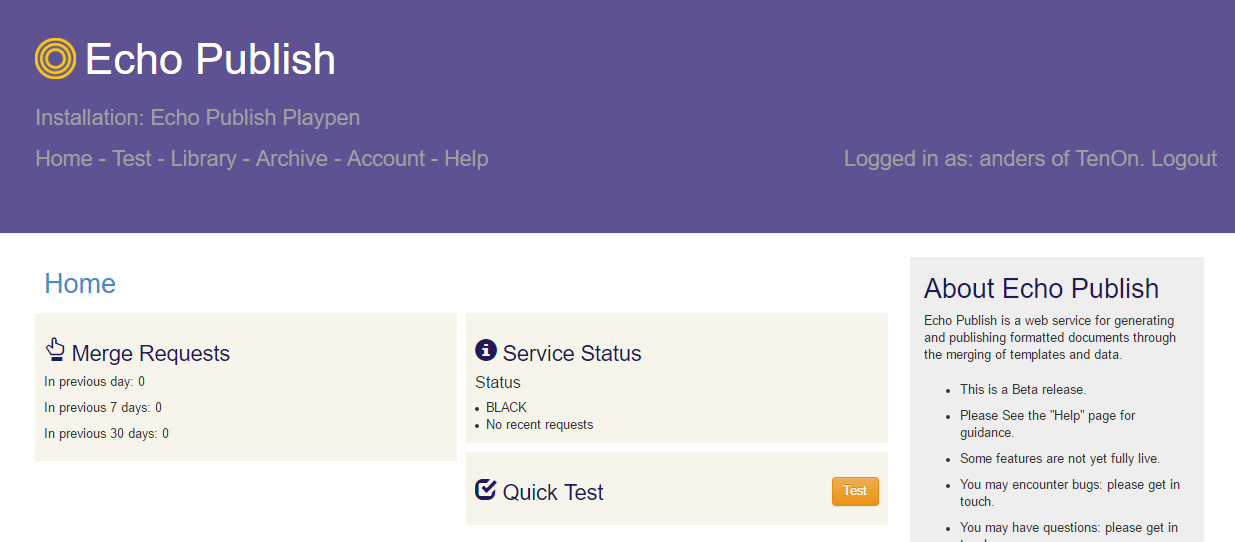 Echo Publish
Installation: Echo Publish Playpen
Home - Test - Library - Archive - Account - Help
Logged in as: anders of TenOn. Logout
Home
Merge Requests
In previous day: 0
In previous 7 days: 0
In previous 30 days: 0
Service Status
Status
BLACK
No recent requests
Quick Test
Test
About Echo Publish
Echo Publish is a web service for generating
and publishing formatted documents through
the merging of templates and data.
This is a Beta release.
Please See the "Help" page for
guidance.
Some features are not yet fully live.
You may encounter bugs: please get in
touch.
You may have questions: please get in